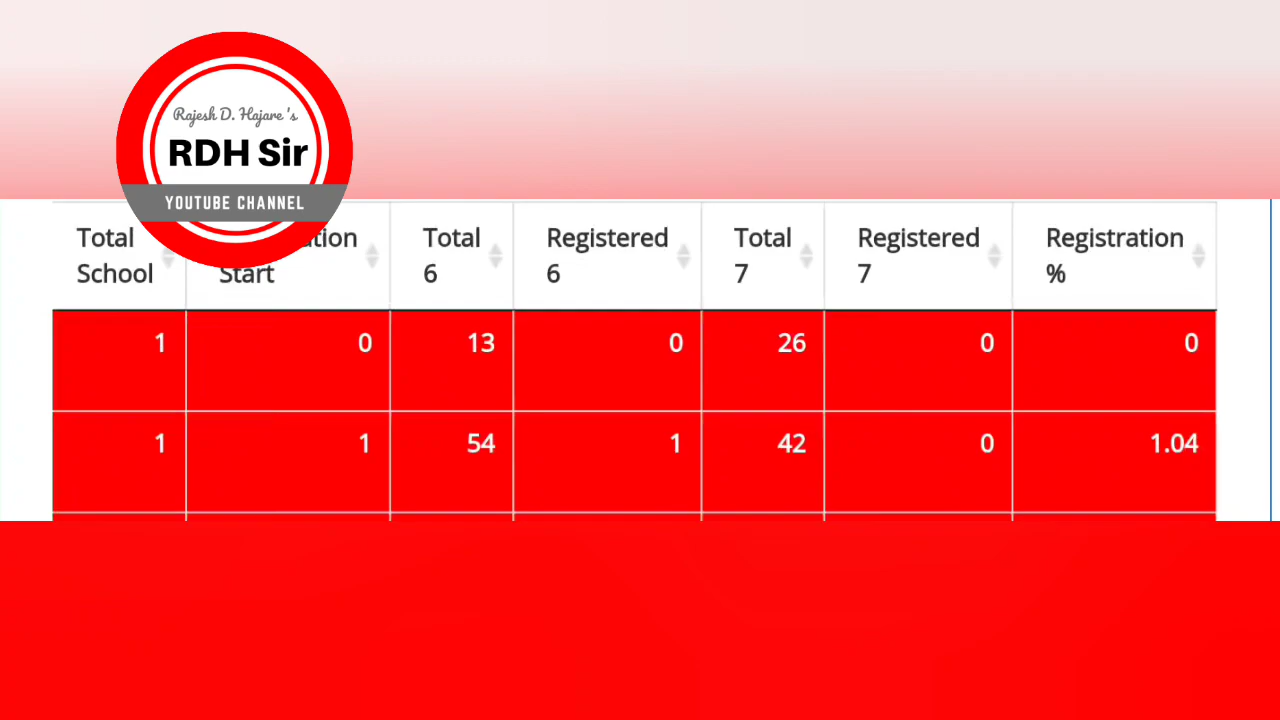 Rajesh D. Hajare 's
RDH Sir
YOUTUBE CHANNEL
Total Total Registered Total Registered Registration
School Start 6 6 7 7 %
1 0 13 0 26 0 0
1 1 54 1 42 0 1.04